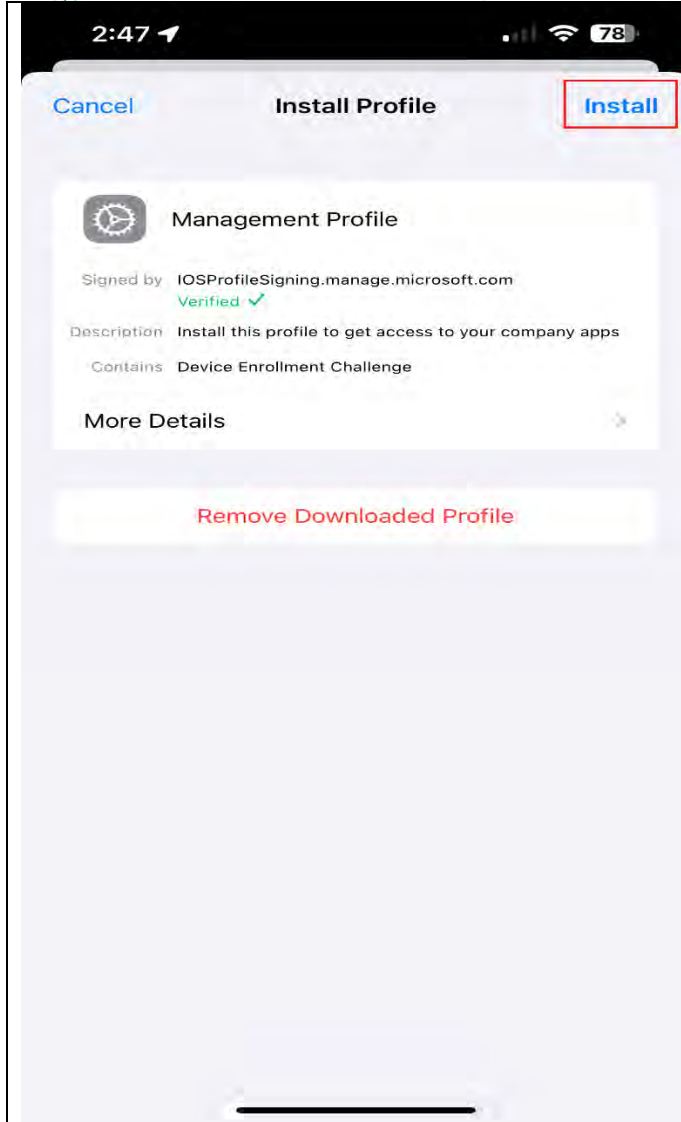 2:47
78
Cancel
Install Profile
Install
Management Profile
Signed by IOSProfileSigning.manage.microsoft.com
Verified
Description Install this profile to get access to your company apps
Contains Device Enrollment Challenge
More Details
Remove Downloaded Profile